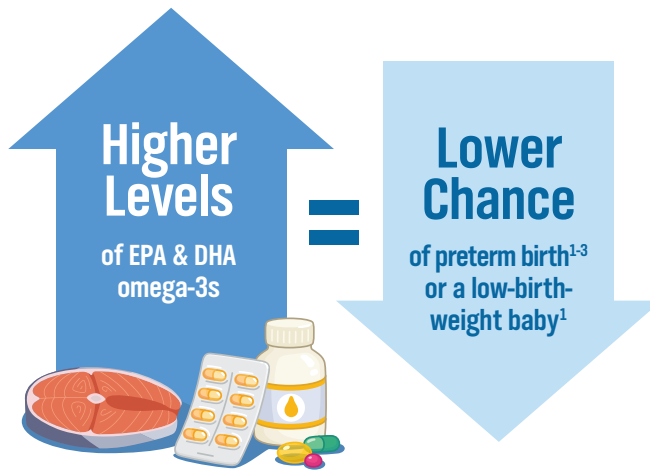 Higher
Levels
of EPA & DHA
omega-3s
=
Lower
Chance
of preterm birth¹⁻³
or a low-birth-
weight baby¹